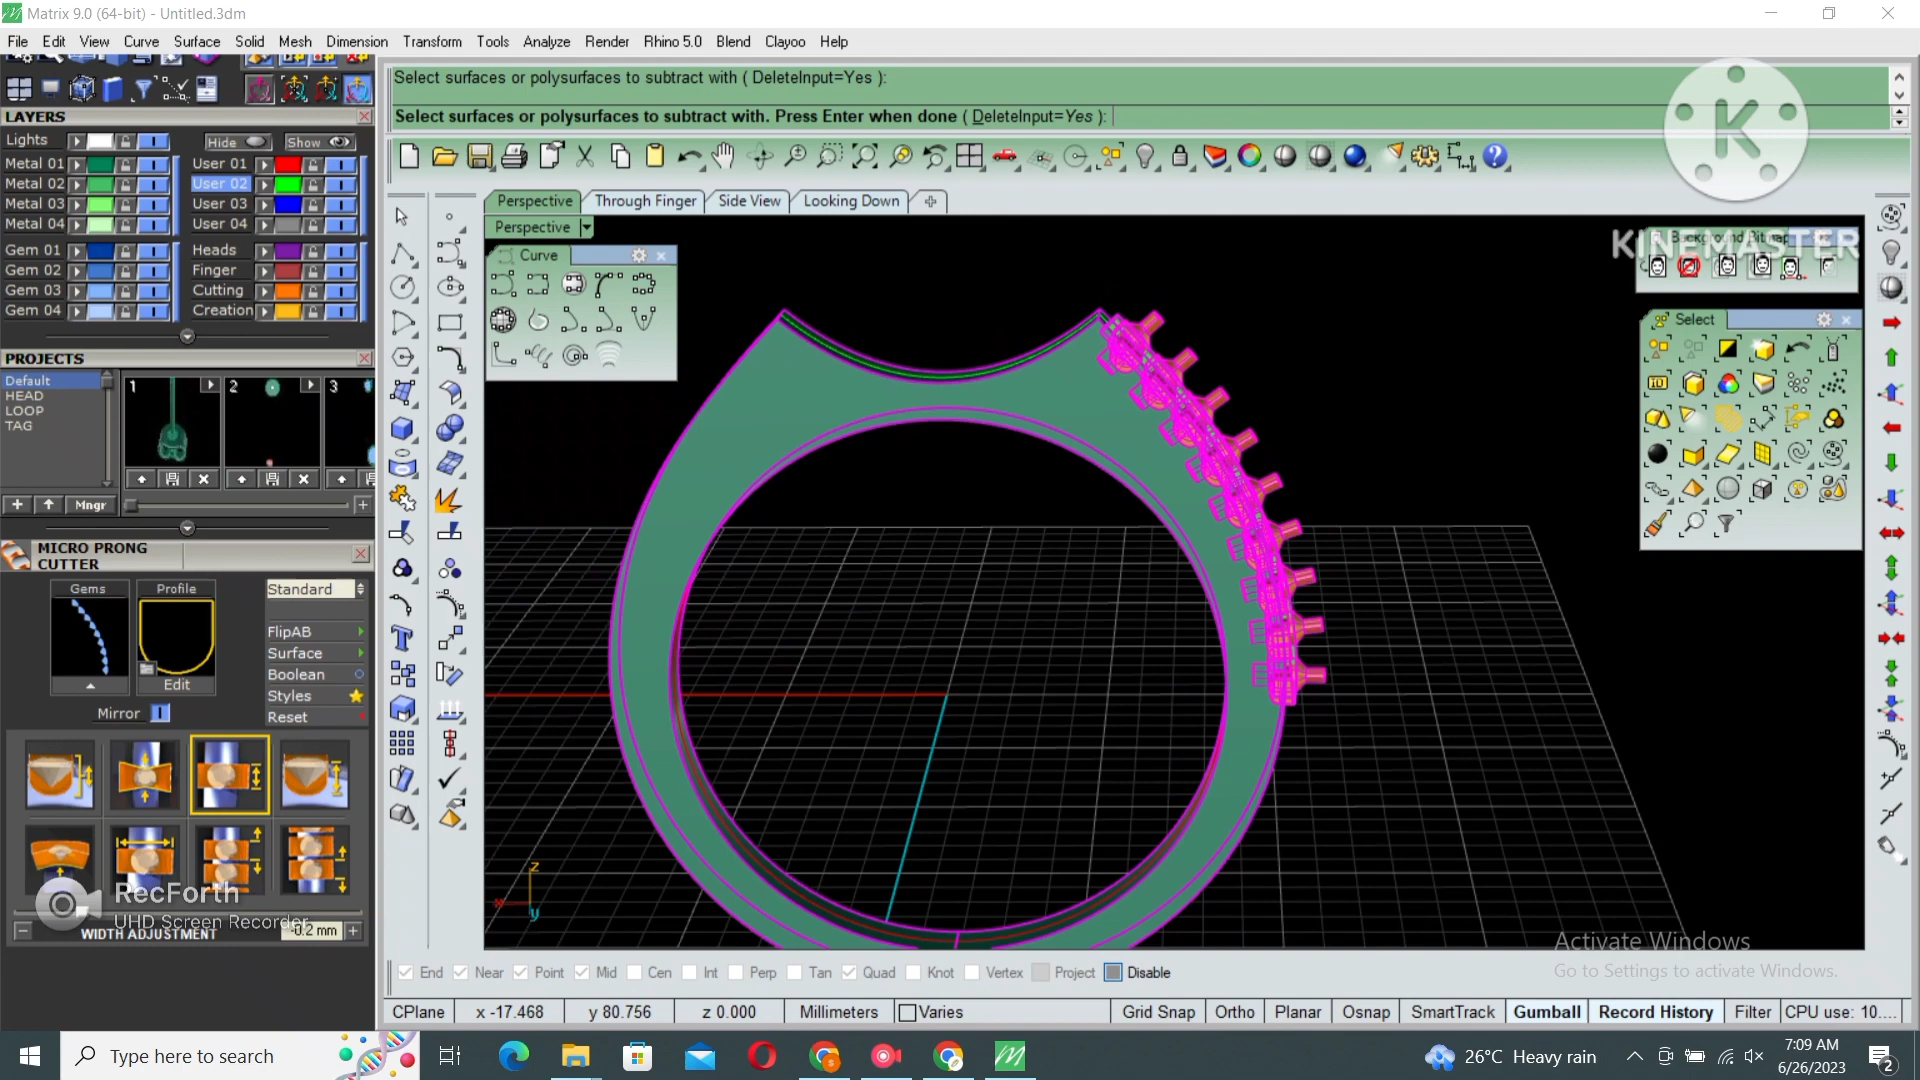 Matrix 9.0 (64-bit) - Untitled.3dm
File Edit View Curve Surface Solid Mesh Dimension Transform Tools Analyze Render Rhino 5.0 Blend Clayoo Help
Select surfaces or polysurfaces to subtract with ( DeleteInput=Yes ):
Select surfaces or polysurfaces to subtract with. Press Enter when done ( DeleteInput=Yes ):
LAYERS
Lights Hide Show
Metal 01 User 01
Metal 02 User 02
Metal 03 User 03
Metal 04 User 04
Gem 01 Heads
Gem 02 Finger
Gem 03 Cutting
Gem 04 Creation
PROJECTS
Default
HEAD
LOOP
TAG
1 2 3
Mngr
MICRO PRONG
CUTTER
Gems Profile Standard
FlipAB
Surface
Boolean
Styles
Reset
Edit
Mirror
RecForth
UHD Screen Recorder
WIDTH ADJUSTMENT -0.2 mm
Perspective Through Finger Side View Looking Down
Perspective
Curve
K
KINEMASTER
Background Bitmap
Select
z
x
y
Activate Windows
Go to Settings to activate Windows.
End Near Point Mid Cen Int Perp Tan Quad Knot Vertex Project Disable
CPlane x -17.468 y 80.756 z 0.000 Millimeters Varies Grid Snap Ortho Planar Osnap SmartTrack Gumball Record History Filter CPU use: 10....
Type here to search
26°C Heavy rain
7:09 AM
6/26/2023
2